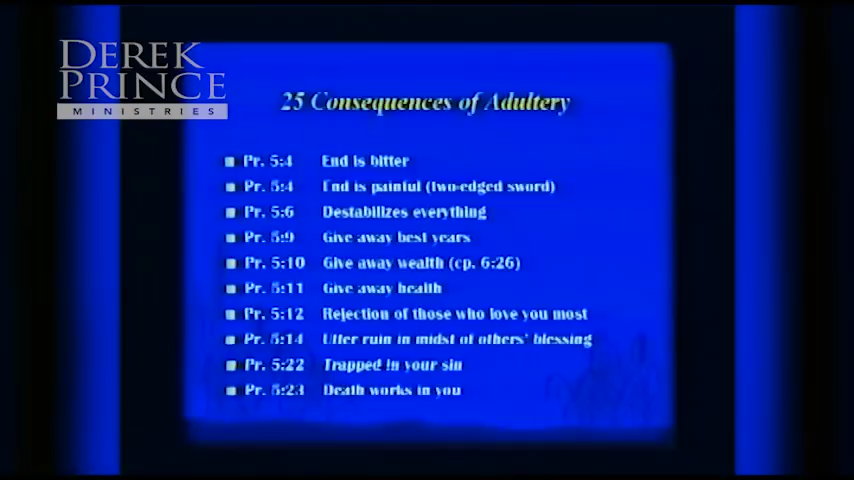 DEREK
PRINCE
MINISTRIES
25 Consequences of Adultery
Pr. 5:4 End is bitter
Pr. 5:4 End is painful (two-edged sword)
Pr. 5:6 Destabilizes everything
Pr. 5:9 Give away best years
Pr. 5:10 Give away wealth (cp. 6:26)
Pr. 5:11 Give away health
Pr. 5:12 Rejection of those who love you most
Pr. 5:14 Utter ruin in midst of others' blessing
Pr. 5:22 Trapped in your sin
Pr. 5:23 Death works in you